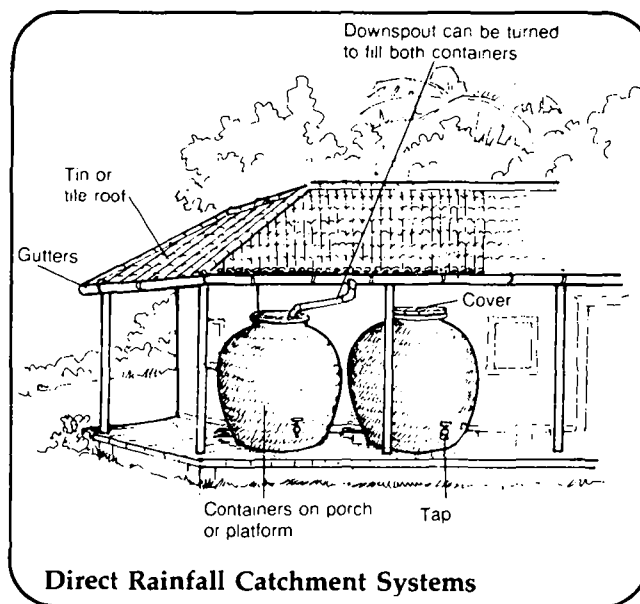 Downspout can be turned
to fill both containers
Tin or
tile roof
Gutters
Cover
Containers on porch
or platform
Tap
Direct Rainfall Catchment Systems